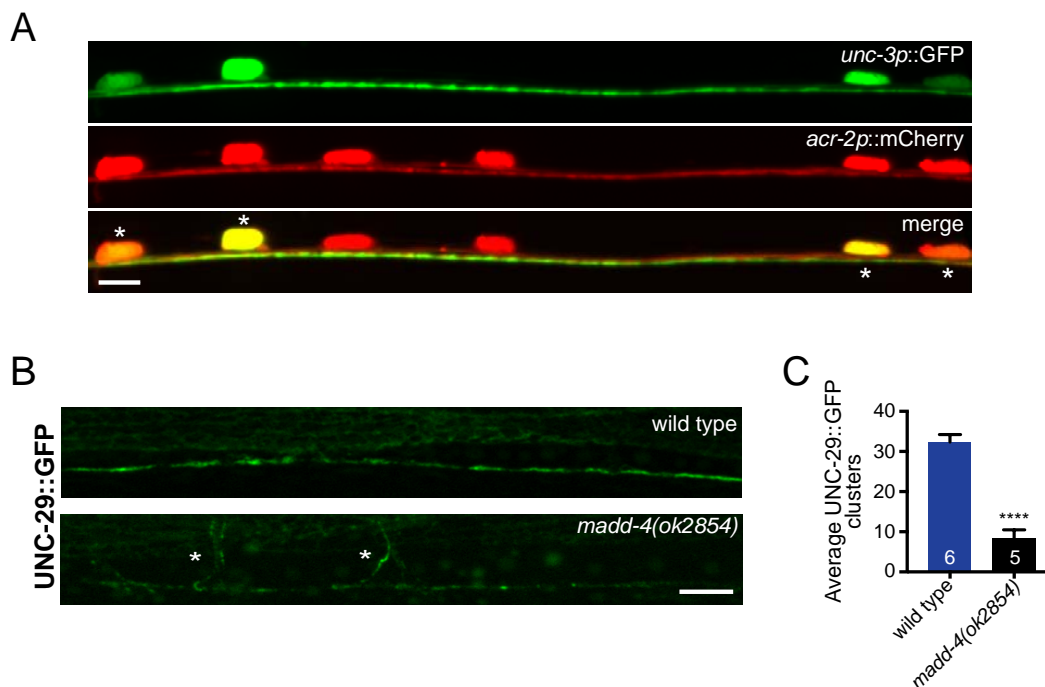 A
unc-3p::GFP
acr-2p::mCherry
merge
*
*
*
*
B
UNC-29::GFP
wild type
madd-4(ok2854)
*
*
C
Average UNC-29::GFP
clusters
40
30
20
10
0
****
6
5
wild type
madd-4(ok2854)